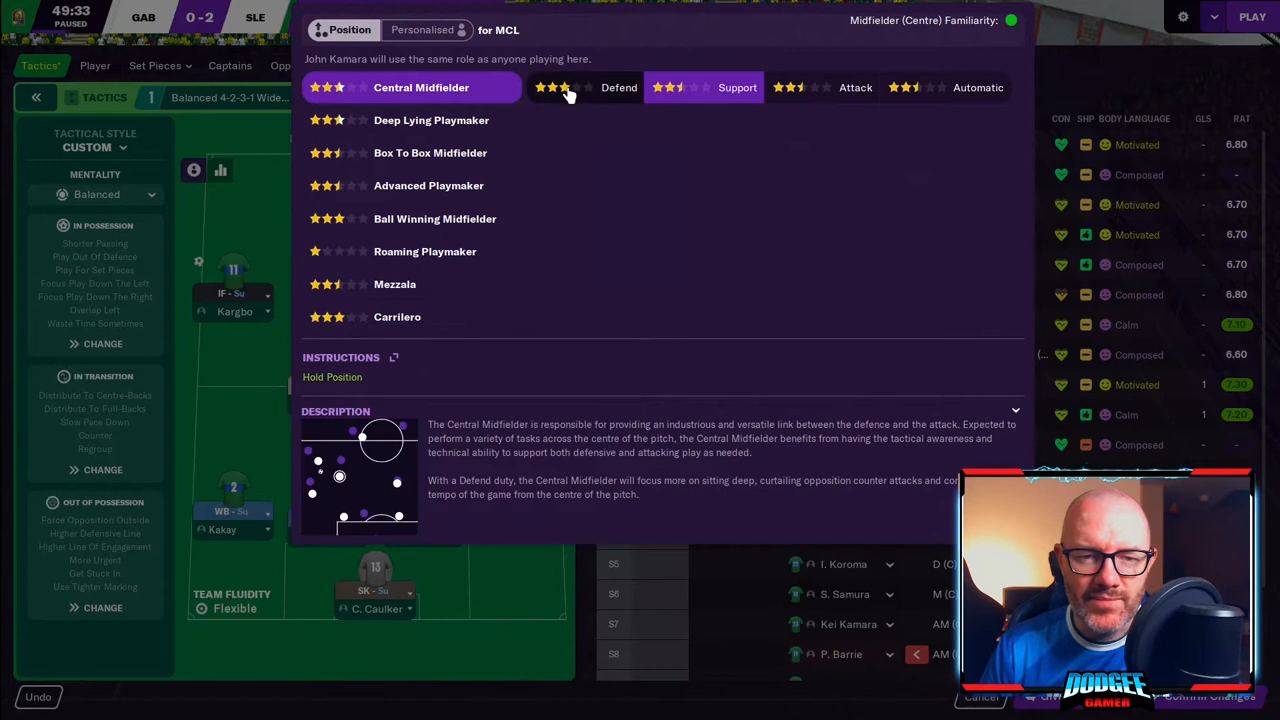 49:33
PAUSED
GAB
0 - 2
SLE
PLAY
Position
Personalised
for MCL
Midfielder (Centre) Familiarity:
John Kamara will use the same role as anyone playing here.
Central Midfielder
Defend
Support
Attack
Automatic
Deep Lying Playmaker
Box To Box Midfielder
Advanced Playmaker
Ball Winning Midfielder
Roaming Playmaker
Mezzala
Carrilero
INSTRUCTIONS
Hold Position
DESCRIPTION
The Central Midfielder is responsible for providing an industrious and versatile link between the defence and the attack. Expected to
perform a variety of tasks across the centre of the pitch, the Central Midfielder benefits from having the tactical awareness and
technical ability to support both defensive and attacking play as needed.
With a Defend duty, the Central Midfielder will focus more on sitting deep, curtailing opposition counter attacks and
tempo of the game from the centre of the pitch.
Tactics*
Player
Set Pieces
Captains
Opp
TACTICS
1
Balanced 4-2-3-1 Wide...
TACTICAL STYLE
CUSTOM
MENTALITY
Balanced
IN POSSESSION
Shorter Passing
Play Out Of Defence
Play For Set Pieces
Focus Play Down The Left
Focus Play Down The Right
Overlap Left
Waste Time Sometimes
CHANGE
IN TRANSITION
Distribute To Centre-Backs
Distribute To Full-Backs
Slow Pace Down
Counter
Regroup
CHANGE
OUT OF POSSESSION
Force Opposition Outside
Higher Defensive Line
Higher Line Of Engagement
More Urgent
Get Stuck In
Use Tighter Marking
CHANGE
11
IF - Su
Kargbo
2
WB - Su
Kakay
13
SK - Su
C. Caulker
TEAM FLUIDITY
Flexible
Undo
CON SHP BODY LANGUAGE GLS RAT
Motivated - 6.80
Composed - -
Motivated - 6.70
Motivated - 6.70
Composed - 6.70
Composed - 6.80
Calm - 7.10
(... Composed - 6.60
Motivated 1 7.30
Calm 1 7.20
Composed - -
S5 I. Koroma D (C)
S6 S. Samura M (C)
S7 Kei Kamara AM (
S8 P. Barrie AM
Cancel
Confirm Changes
DODGEE
GAMER